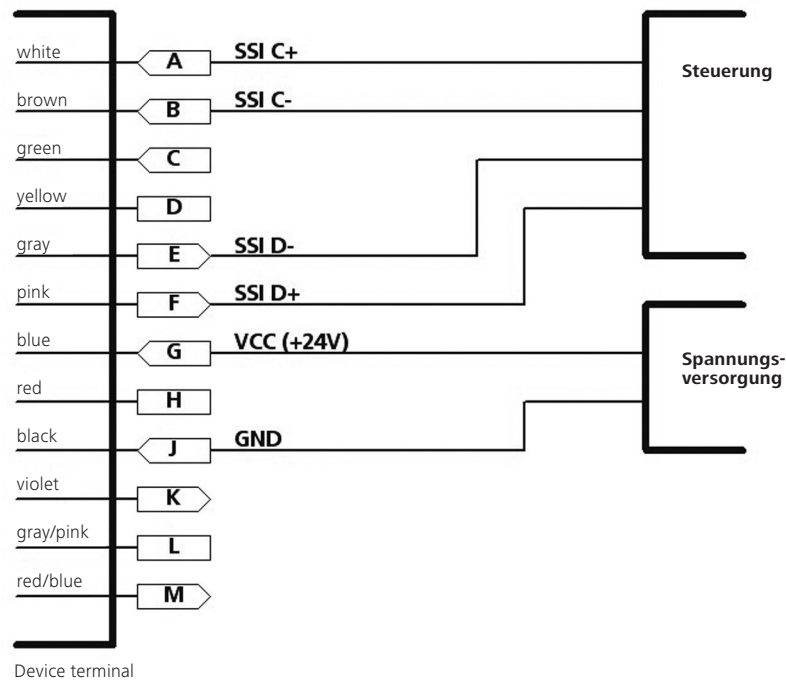 white
A
SSI C+
Steuerung
brown
B
SSI C-
green
C
yellow
D
gray
E
SSI D-
pink
F
SSI D+
blue
G
VCC (+24V)
Spannungs-
versorgung
red
H
black
J
GND
violet
K
gray/pink
L
red/blue
M
Device terminal